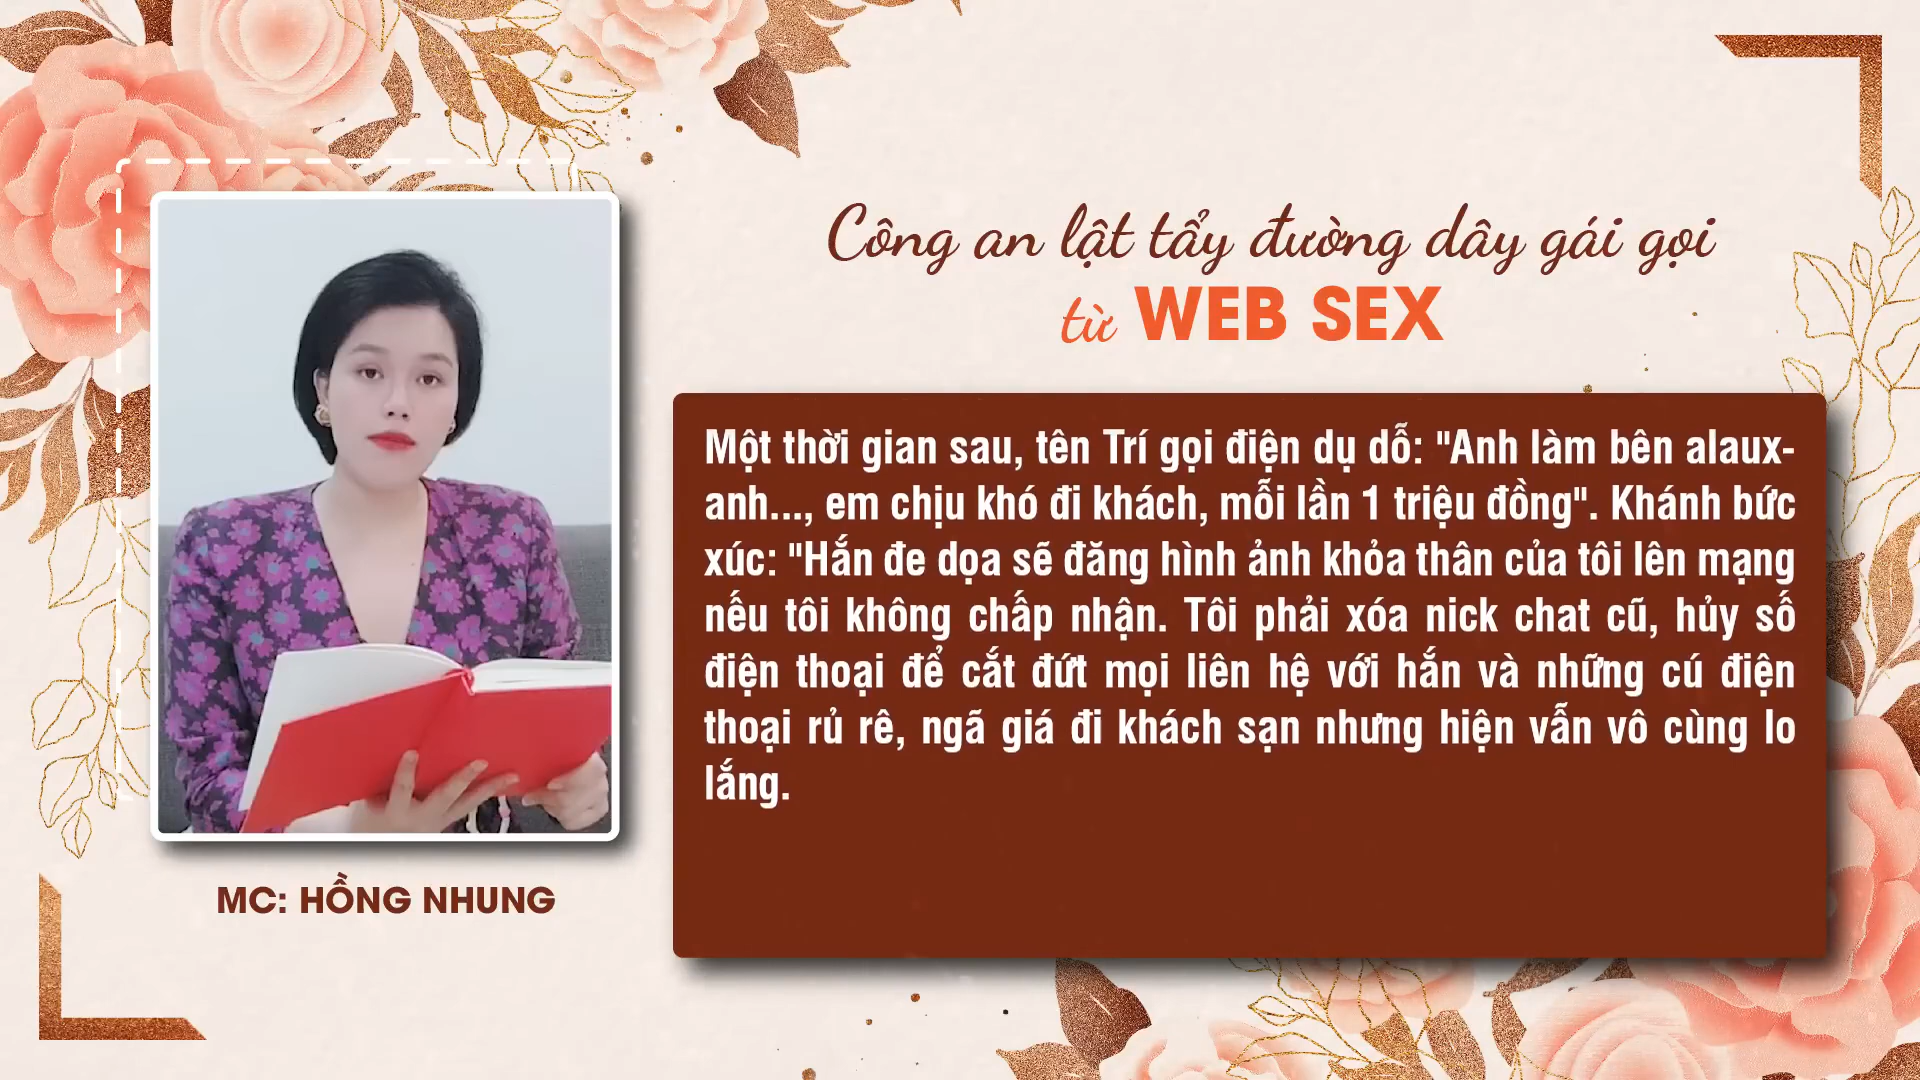 Công an lật tẩy đường dây gái gọi
từ WEB SEX
Một thời gian sau, tên Trí gọi điện dụ dỗ: "Anh làm bên alaux-
anh..., em chịu khó đi khách, mỗi lần 1 triệu đồng". Khánh bức
xúc: "Hắn đe dọa sẽ đăng hình ảnh khỏa thân của tôi lên mạng
nếu tôi không chấp nhận. Tôi phải xóa nick chat cũ, hủy số
điện thoại để cắt đứt mọi liên hệ với hắn và những cú điện
thoại rủ rê, ngã giá đi khách sạn nhưng hiện vẫn vô cùng lo
lắng.
MC: HỒNG NHUNG